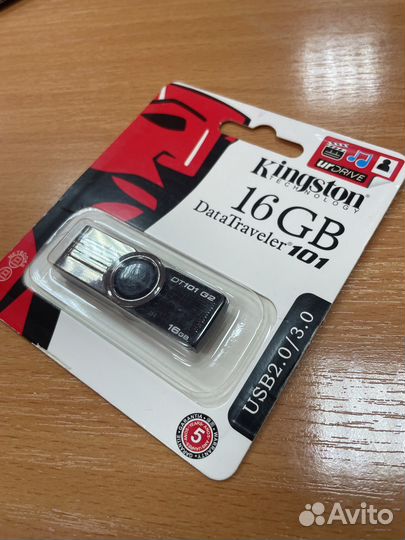 urDRIVE
Kingston
TECHNOLOGY
16GB
DataTraveler® 101
DT101 G2
16GB
USB2.0/3.0
5
Avito